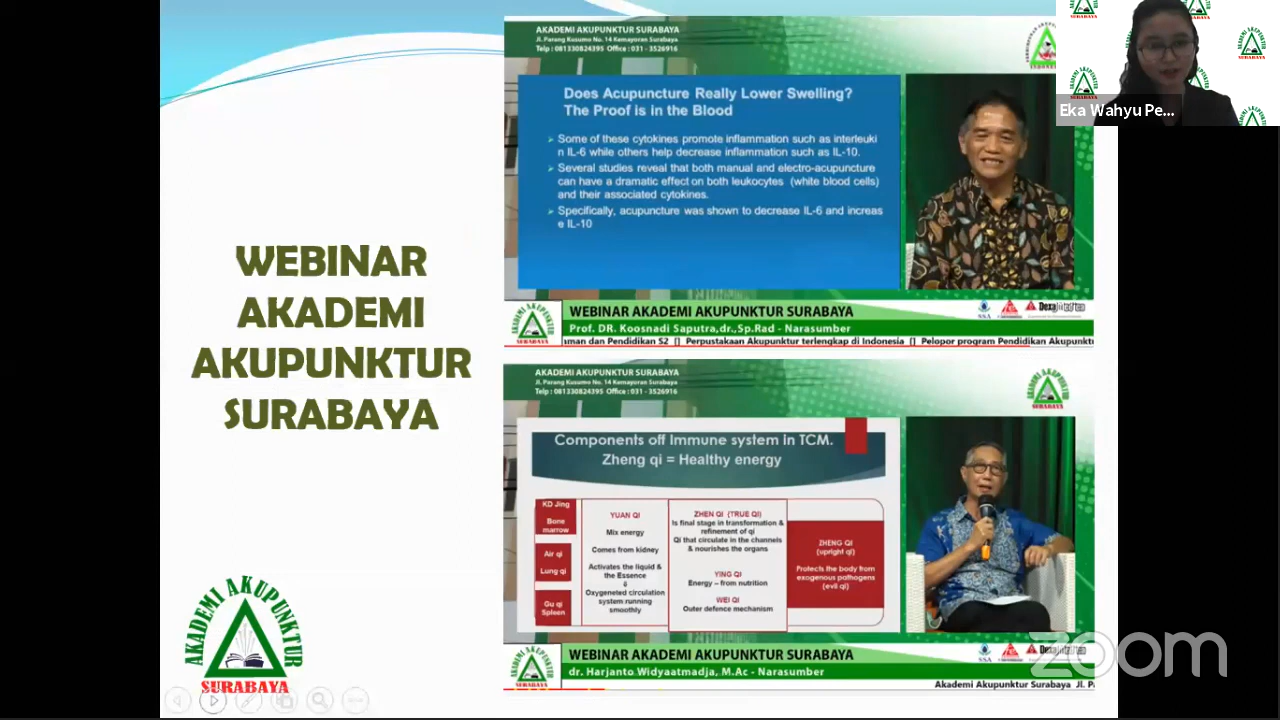 WEBINAR
AKADEMI
AKUPUNKTUR
SURABAYA
AKADEMI AKUPUNKTUR
SURABAYA
AKADEMI AKUPUNKTUR SURABAYA
Jl. Parang Kusumo No. 14 Kemayoran Surabaya
Telp : 081330824395 Office : 031 - 3526916
Does Acupuncture Really Lower Swelling?
The Proof is in the Blood
Some of these cytokines promote inflammation such as interleuki
n IL-6 while others help decrease inflammation such as IL-10.
Several studies reveal that both manual and electro-acupuncture
can have a dramatic effect on both leukocytes (white blood cells)
and their associated cytokines.
Specifically, acupuncture was shown to decrease IL-6 and increas
e IL-10
WEBINAR AKADEMI AKUPUNKTUR SURABAYA
Prof. DR. Koosnadi Saputra,dr.,Sp.Rad - Narasumber
dan Pendidikan S2 [] Perpustakaan Akupunktur terlengkap di Indonesia [] Pelopor program Pendidikan Akupunktu
SURABAYA
AKADEMI AKUPUNKTUR SURABAYA
Jl. Parang Kusumo No. 14 Kemayoran Surabaya
Telp : 081330824395 Office : 031 - 3526916
SURABAYA
Components off Immune system in TCM.
Zheng qi = Healthy energy
KD Jing
Bone
marrow
Air qi
Lung qi
Gu qi
Spleen
YUAN QI
Mix energy
Comes from kidney
Activates the liquid &
the Essence
è
Oxygeneted circulation
system running
smoothly
ZHEN QI (TRUE QI)
Is final stage in transformation &
refinement of qi
Qi that circulate in the channels
& nourishes the organs
YING QI
Energy – from nutrition
WEI QI
Outer defence mechanism
ZHENG QI
(upright qi)
Protects the body from
exogenous pathogens
(evil qi)
WEBINAR AKADEMI AKUPUNKTUR SURABAYA
dr. Harjanto Widyaatmadja, M.Ac - Narasumber
Akademi Akupunktur Surabaya Jl. P
SURABAYA
Eka Wahyu Pe...
zoom